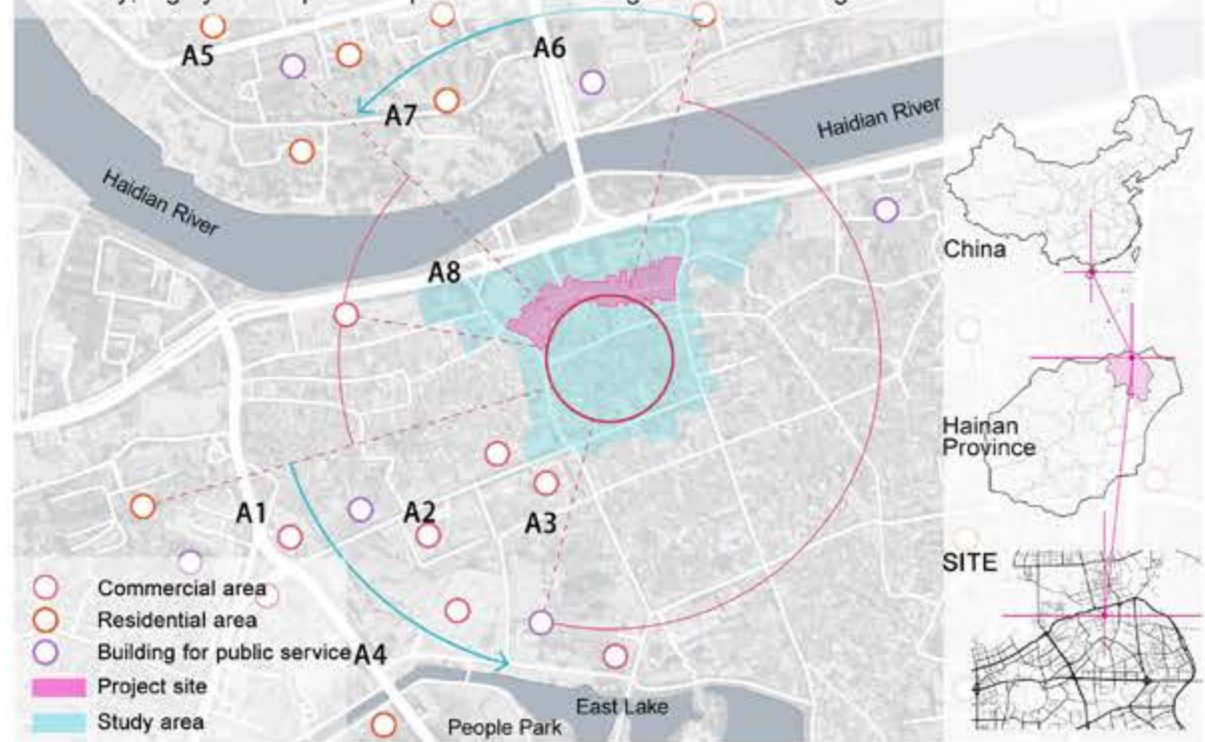 A5
A6
A7
Haidian River
Haidian River
A8
China
Hainan
Province
A1
A2
A3
SITE
Commercial area
Residential area
Building for public service
A4
Project site
Study area
East Lake
People Park